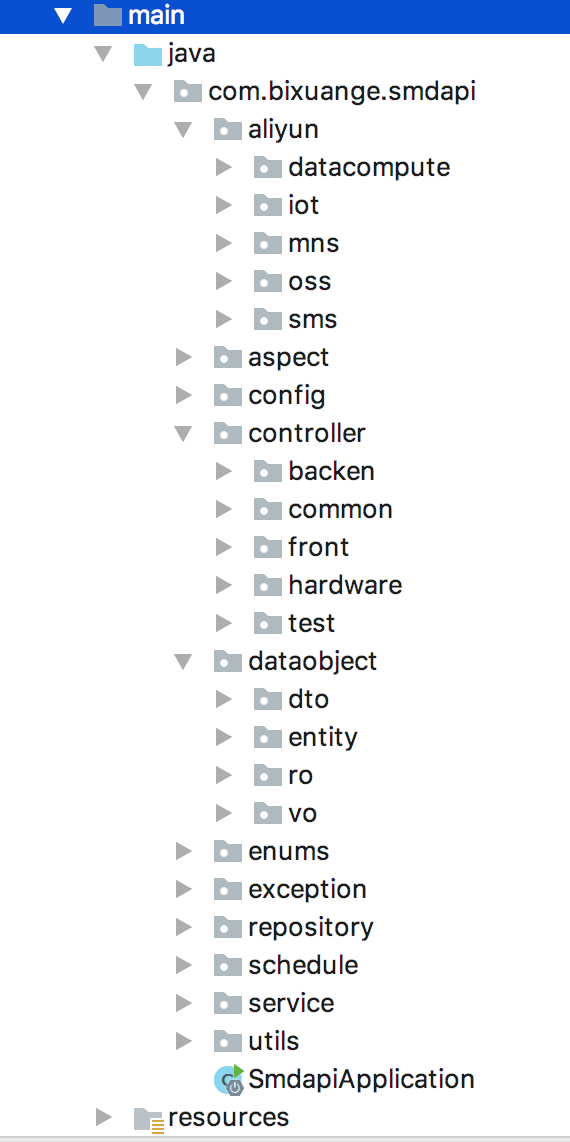 main
java
com.bixuange.smdapi
aliyun
datacompute
iot
mns
oss
sms
aspect
config
controller
backen
common
front
hardware
test
dataobject
dto
entity
ro
vo
enums
exception
repository
schedule
service
utils
SmdapiApplication
resources